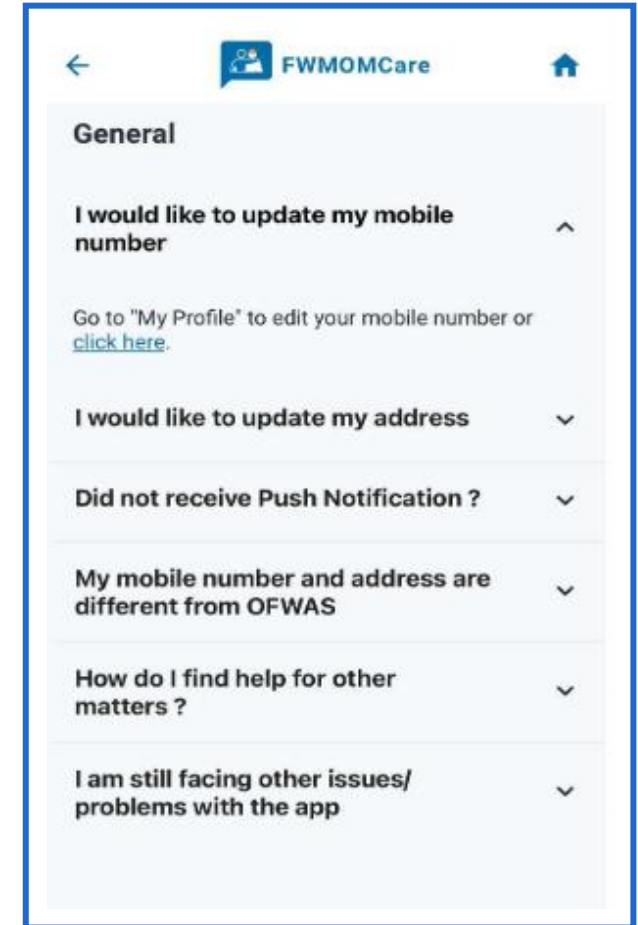 FWMOMCare
General
I would like to update my mobile
number
Go to "My Profile" to edit your mobile number or
click here.
I would like to update my address
Did not receive Push Notification ?
My mobile number and address are
different from OFWAS
How do I find help for other
matters ?
I am still facing other issues/
problems with the app